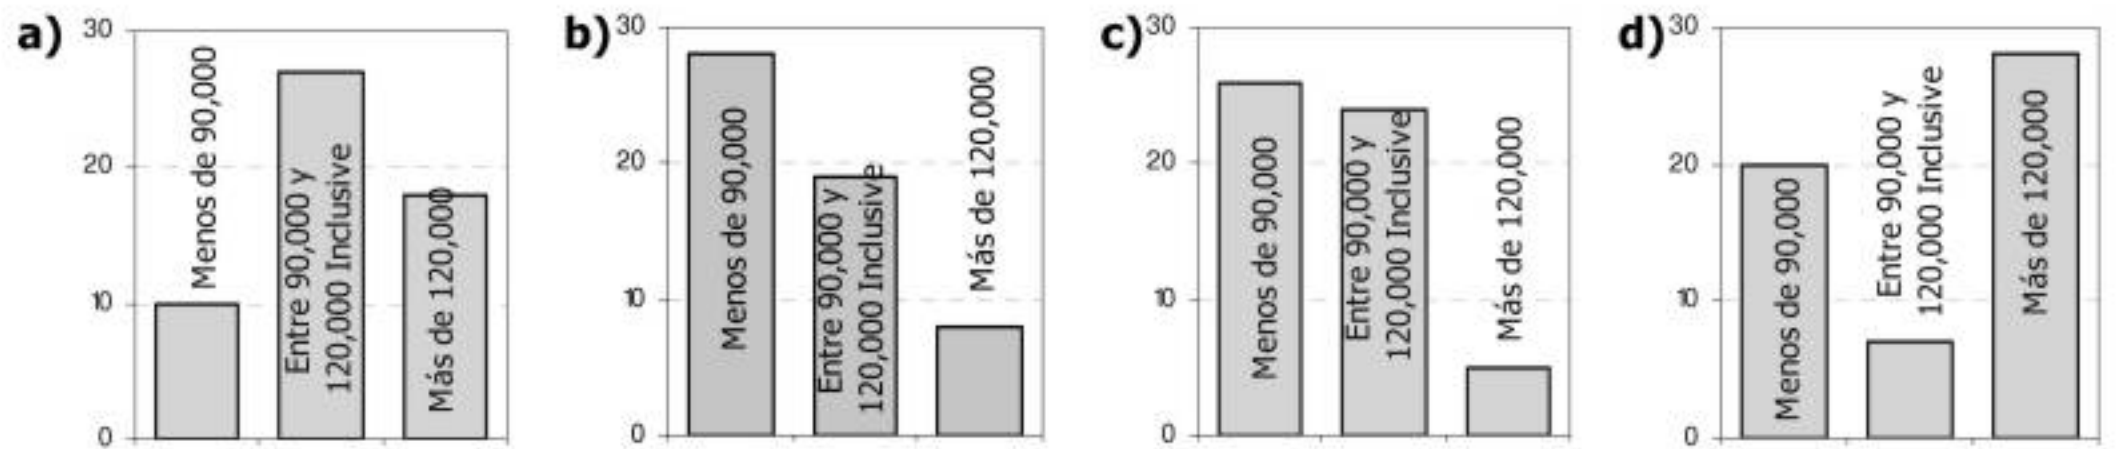 a)
30
20
10
0
Menos de 90,000
Entre 90,000 y
120,000 Inclusive
Más de 120,000
b)
30
20
10
0
Menos de 90,000
Entre 90,000 y
120,000 Inclusive
Más de 120,000
c)
30
20
10
0
Menos de 90,000
Entre 90,000 y
120,000 Inclusive
Más de 120,000
d)
30
20
10
0
Menos de 90,000
Entre 90,000 y
120,000 Inclusive
Más de 120,000